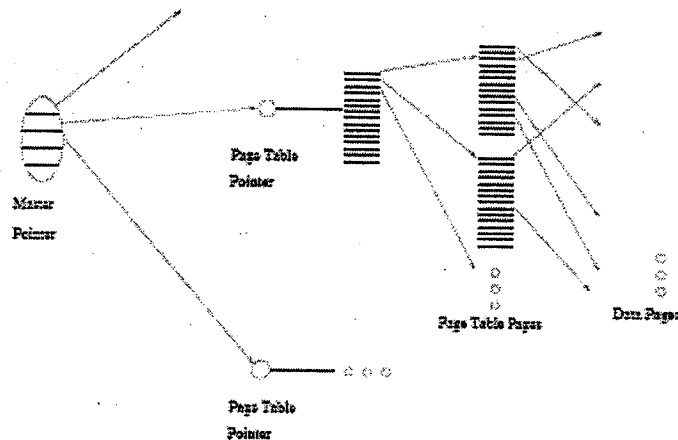 Page Table
Pointer
Master
Pointer
Page Table Pages
Data Pages
Page Table
Pointer